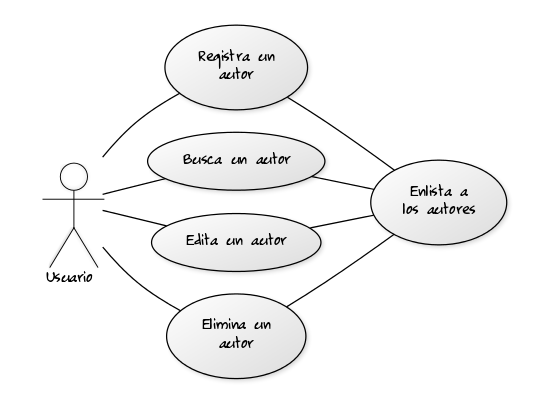 Registra un
autor
Busca un autor
Enlista a
los autores
Edita un autor
Usuario
Elimina un
autor